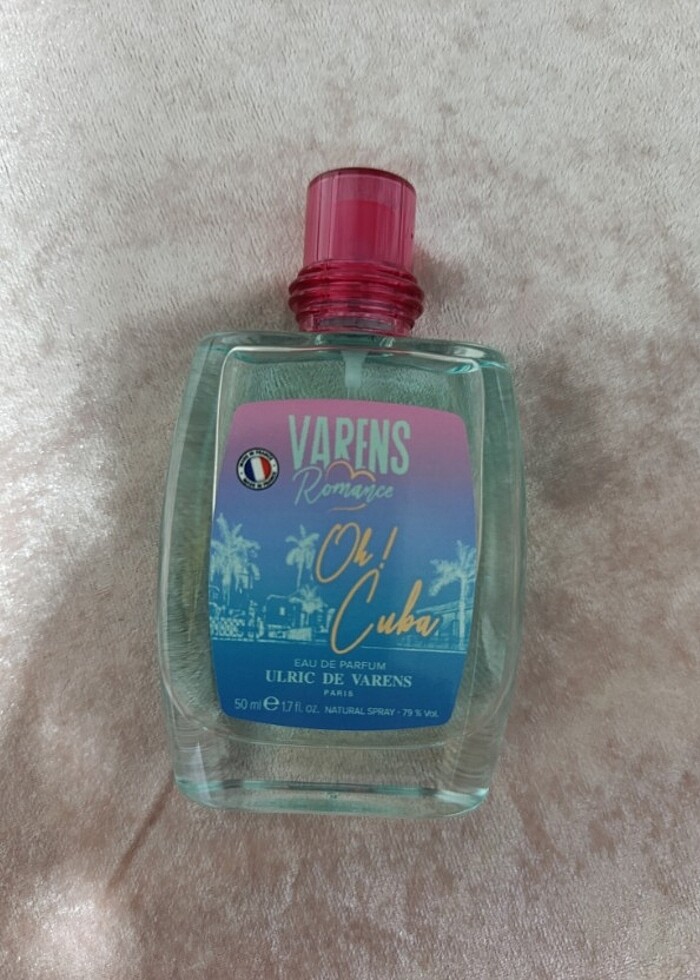 VARENS
Romance
Oh!
Cuba
EAU DE PARFUM
ULRIC DE VARENS
PARIS
50 ml ℮ 1.7 fl. oz. NATURAL SPRAY - 79 % Vol.